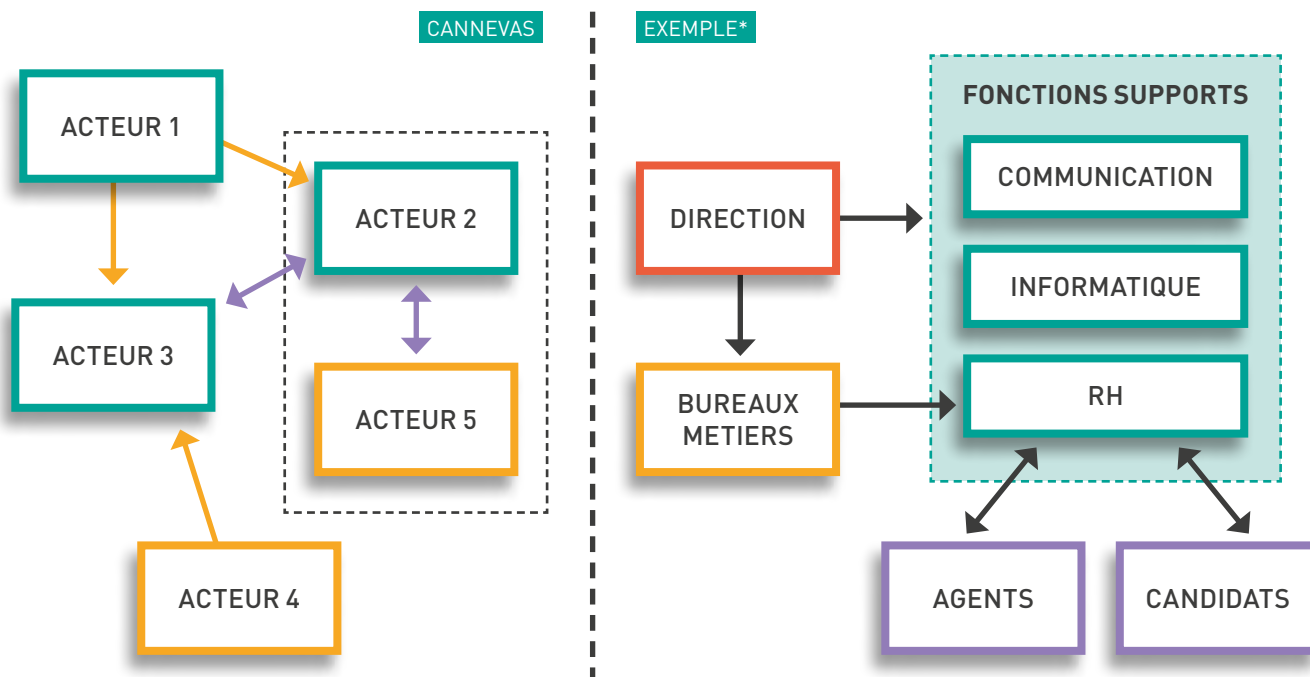 CANNEVAS
ACTEUR 1
ACTEUR 2
ACTEUR 3
ACTEUR 5
ACTEUR 4
EXEMPLE*
FONCTIONS SUPPORTS
COMMUNICATION
DIRECTION
INFORMATIQUE
BUREAUX
METIERS
RH
AGENTS
CANDIDATS